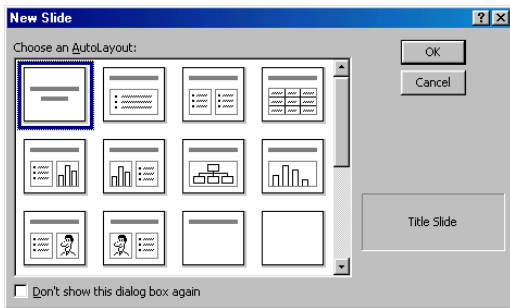 New Slide
Choose an AutoLayout:
OK
Cancel
Title Slide
Don't show this dialog box again